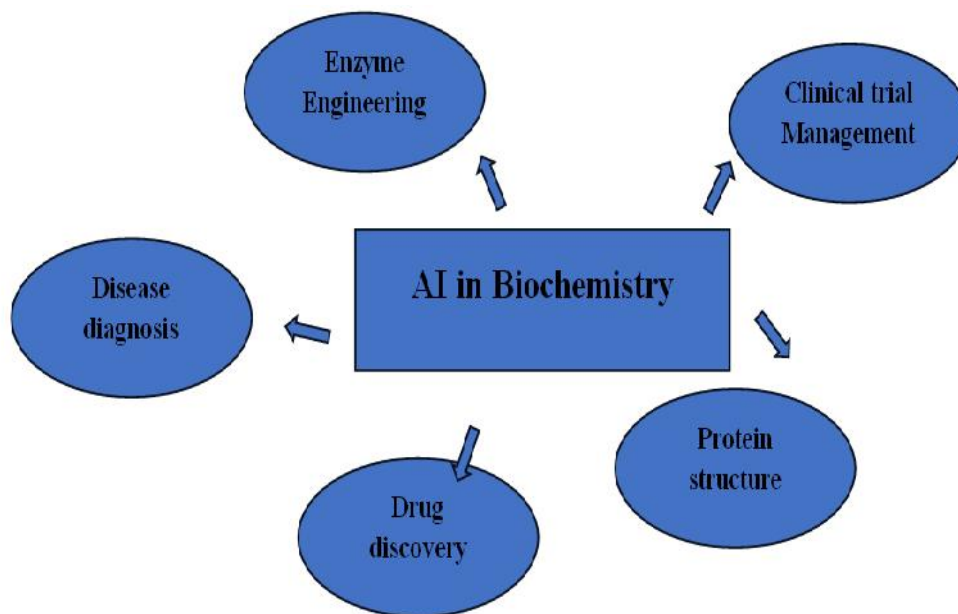 Enzyme
Engineering
Clinical trial
Management
AI in Biochemistry
Disease
diagnosis
Protein
structure
Drug
discovery